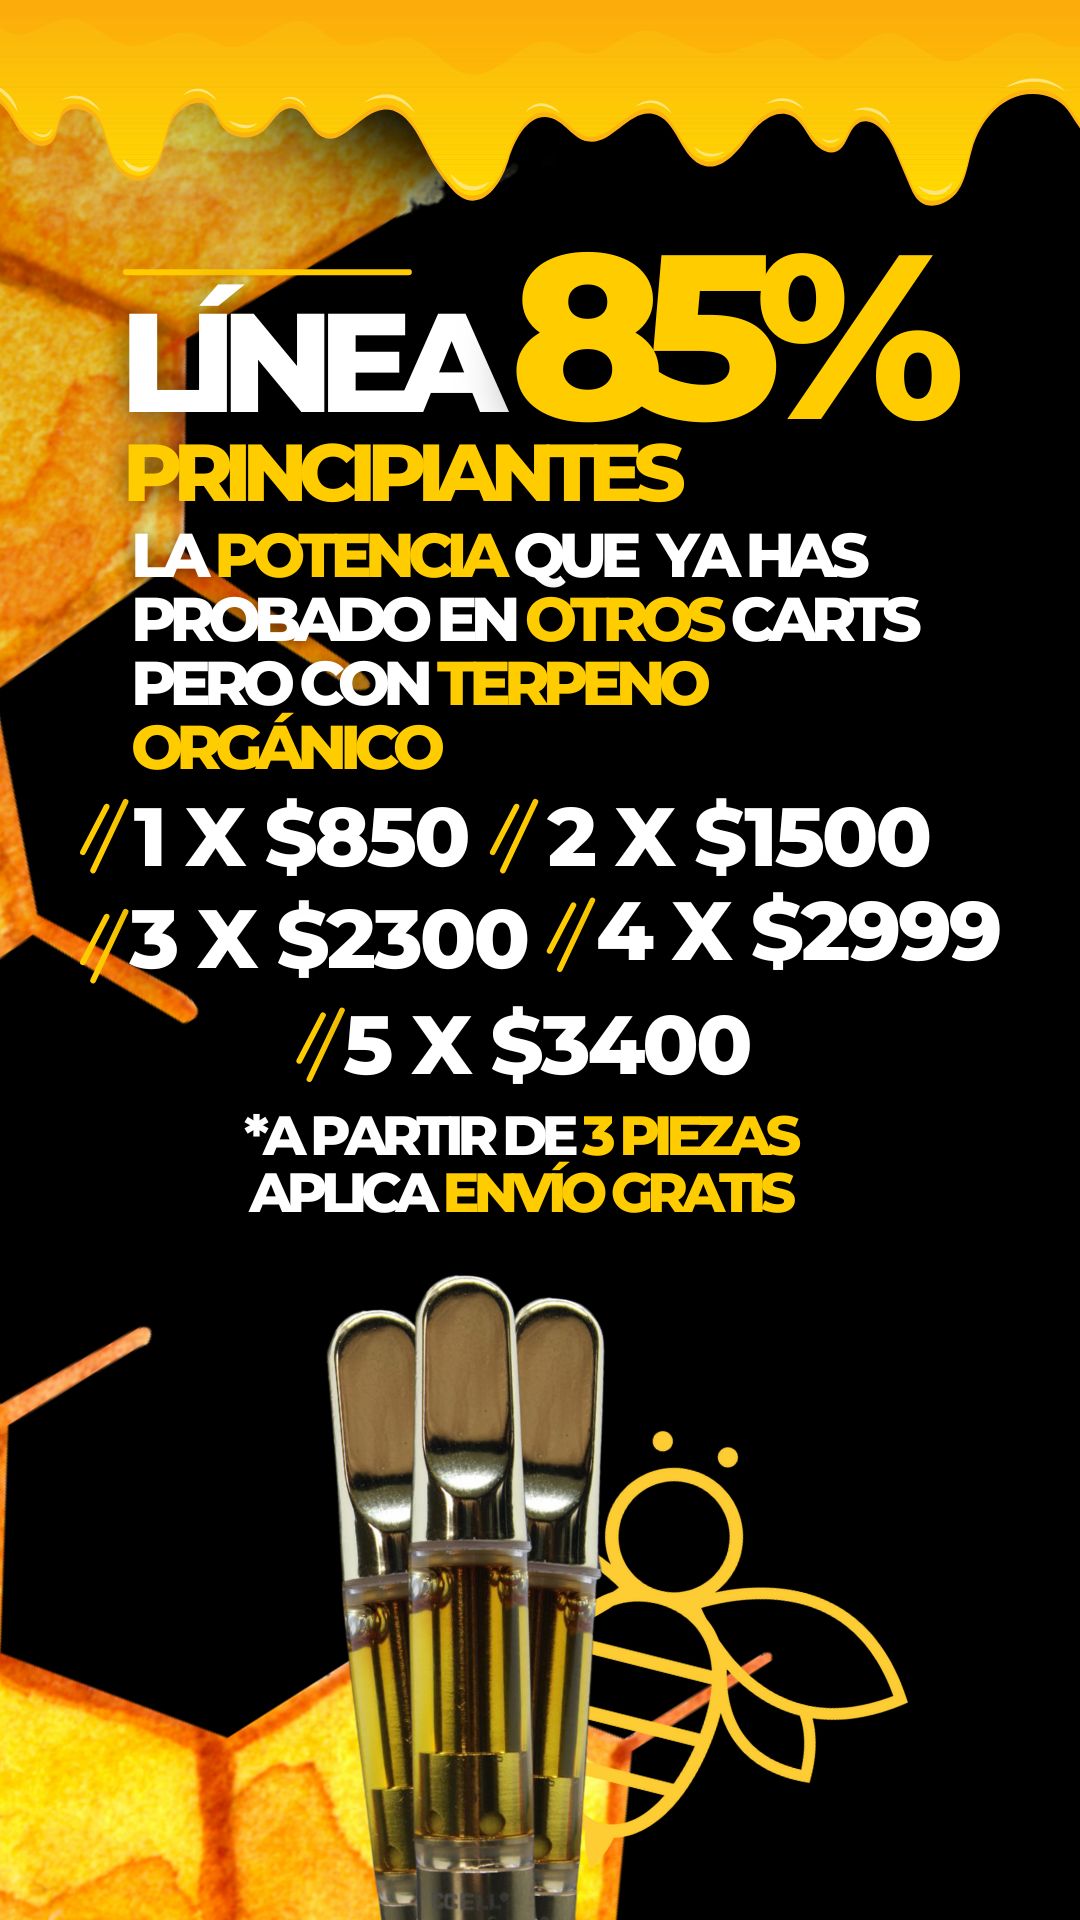 LÍNEA 85%
PRINCIPIANTES
LA POTENCIA QUE YA HAS
PROBADO EN OTROS CARTS
PERO CON TERPENO
ORGÁNICO
//1 X $850 //2 X $1500
//3 X $2300 //4 X $2999
//5 X $3400
*A PARTIR DE 3 PIEZAS
APLICA ENVÍO GRATIS
CCELL